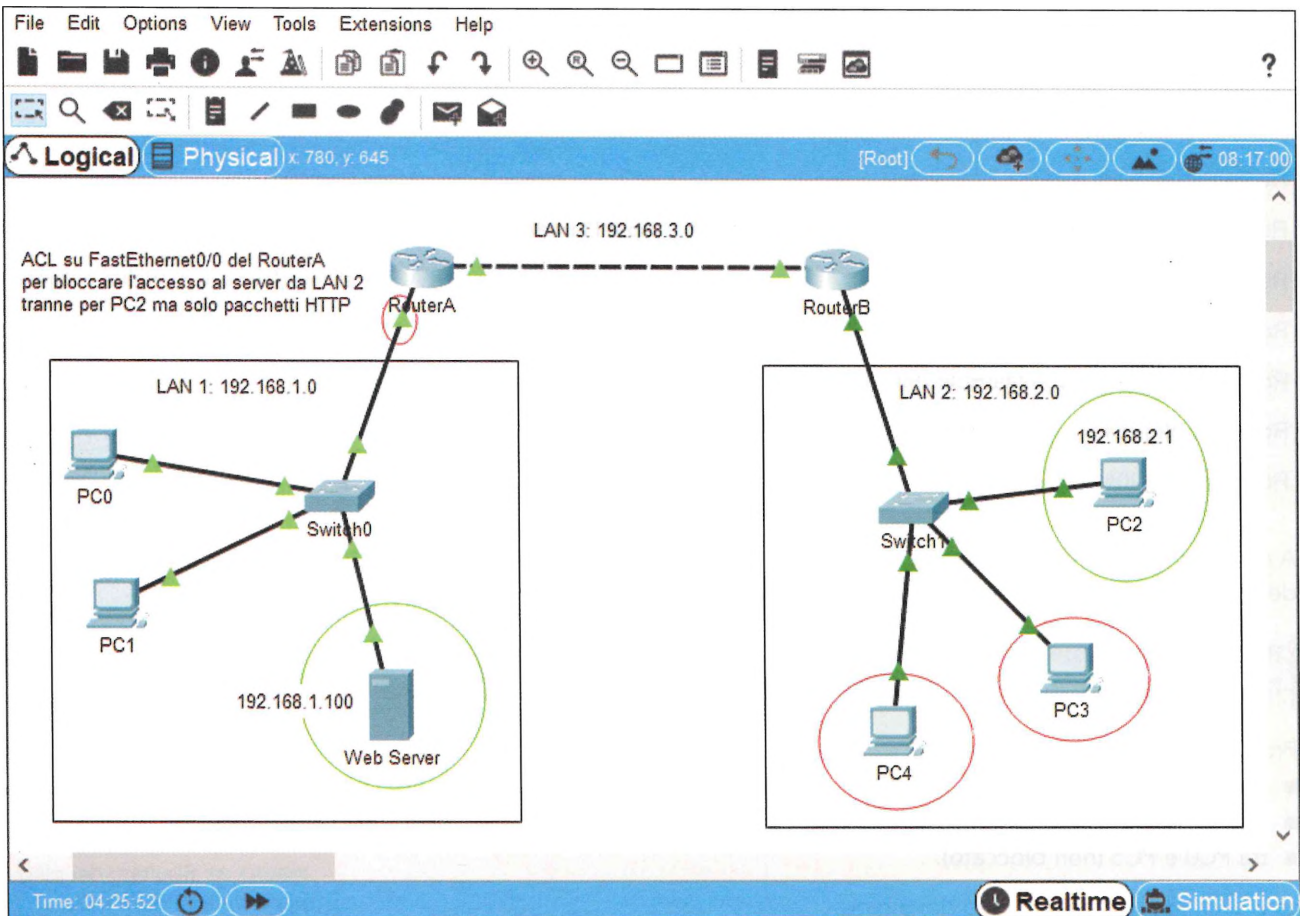 File Edit Options View Tools Extensions Help
?
Logical Physical x: 780, y: 645 [Root] 08:17:00
LAN 3: 192.168.3.0
ACL su FastEthernet0/0 del RouterA
per bloccare l'accesso al server da LAN 2
tranne per PC2 ma solo pacchetti HTTP
RouterA
RouterB
LAN 1: 192.168.1.0
LAN 2: 192.168.2.0
192.168.2.1
PC0
PC2
Switch0
Switch1
PC1
192.168.1.100
PC3
Web Server
PC4
Time: 04:25:52 Realtime Simulation